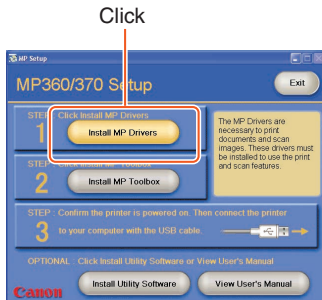 Click
MP Setup
MP360/370 Setup
Exit
STEP : Click Install MP Drivers
1
Install MP Drivers
The MP Drivers are
necessary to print
documents and scan
images. These drivers must
be installed to use the print
and scan features.
STEP : Click Install MP Toolbox
2
Install MP Toolbox
STEP : Confirm the printer is powered on. Then connect the printer
3
to your computer with the USB cable.
OPTIONAL : Click Install Utility Software or View User's Manual
Canon
Install Utility Software
View User's Manual